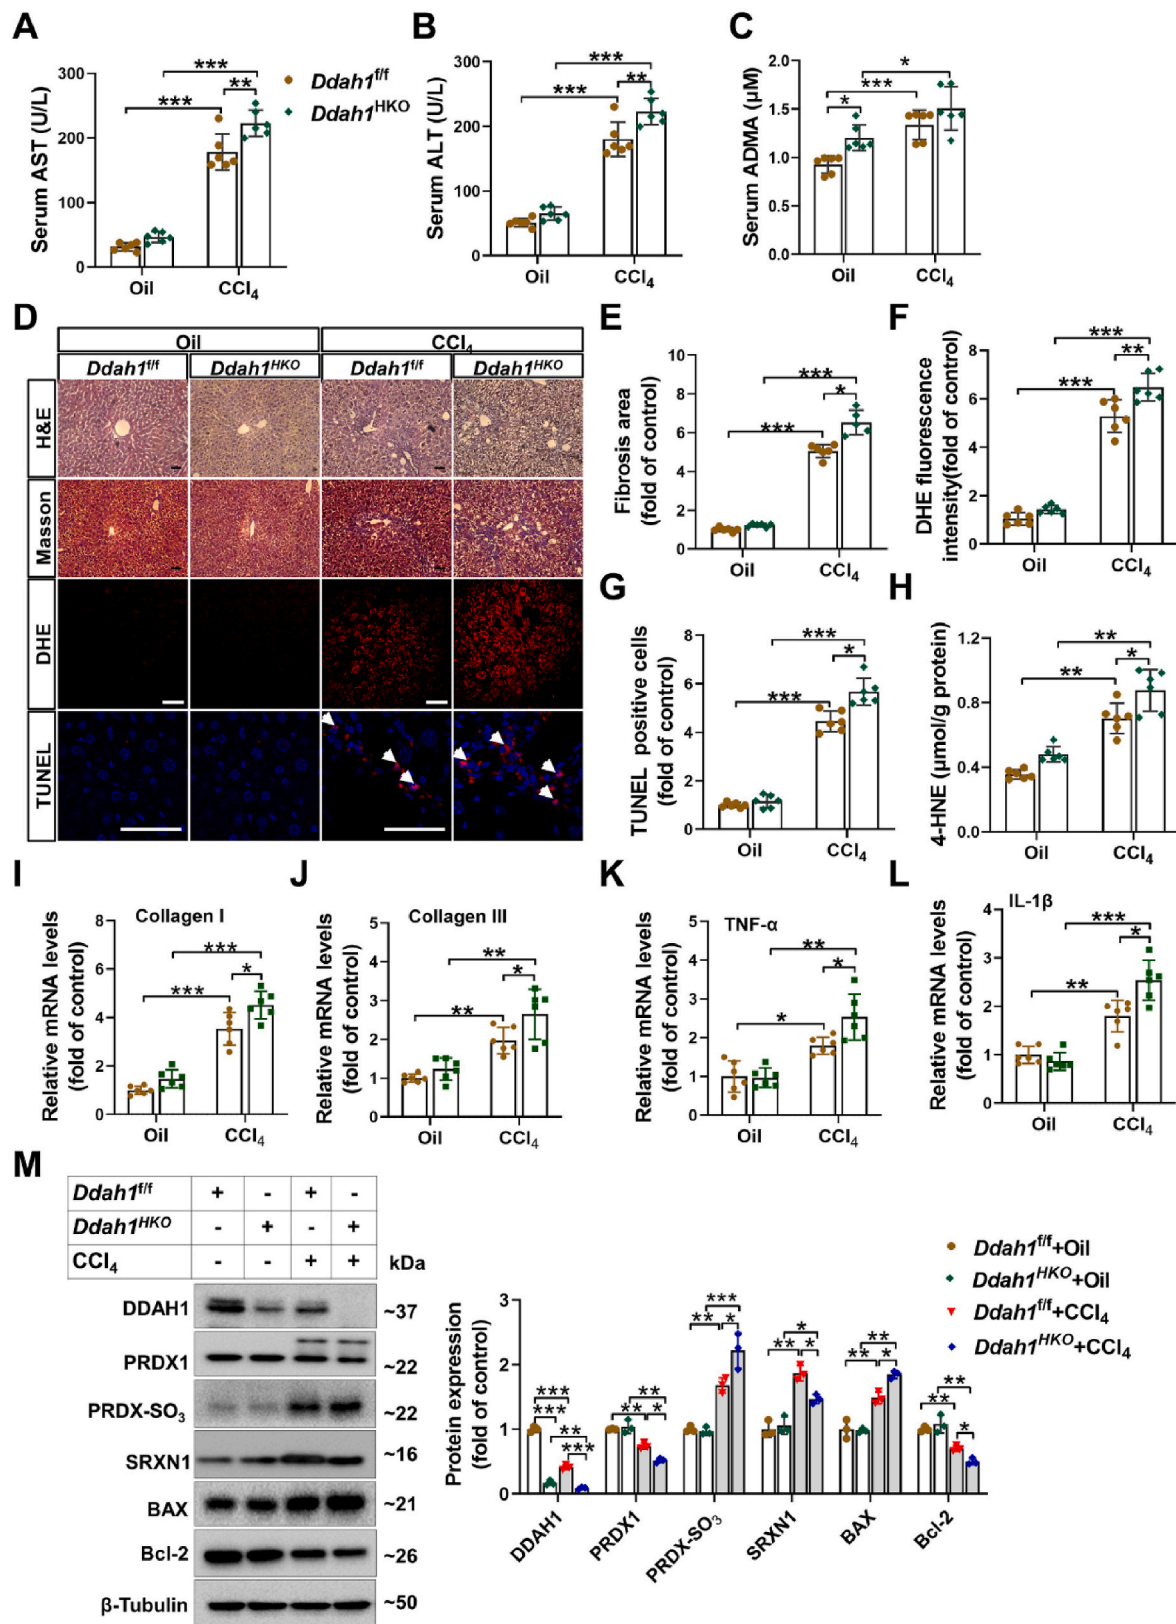 A
Serum AST (U/L)
300
200
100
0
***
***
**
Oil
CCl4
Ddah1f/f
Ddah1HKO
B
Serum ALT (U/L)
300
200
100
0
***
***
**
Oil
CCl4
C
Serum ADMA (μM)
2.0
1.5
1.0
0.0
*
***
*
Oil
CCl4
D
Oil
CCl4
Ddah1f/f
Ddah1HKO
Ddah1f/f
Ddah1HKO
H&E
Masson
DHE
TUNEL
E
Fibrosis area
(fold of control)
10
8
6
4
2
0
***
*
***
Oil
CCl4
F
DHE fluorescence
intensity(fold of control)
8
6
4
2
0
***
**
***
Oil
CCl4
G
TUNEL positive cells
(fold of control)
8
6
4
2
0
***
*
***
Oil
CCl4
H
4-HNE (μmol/g protein)
1.2
0.8
0.4
0.0
**
*
**
Oil
CCl4
I
Relative mRNA levels
(fold of control)
Collagen I
8
6
4
2
0
***
*
***
Oil
CCl4
J
Relative mRNA levels
(fold of control)
Collagen III
5
4
3
2
1
0
**
*
**
Oil
CCl4
K
Relative mRNA levels
(fold of control)
TNF-α
5
4
3
2
1
0
**
*
*
Oil
CCl4
L
Relative mRNA levels
(fold of control)
IL-1β
4
3
2
1
0
***
*
**
Oil
CCl4
M
Ddah1f/f + - + -
Ddah1HKO - + - +
CCl4 - - + + kDa
DDAH1 ~37
PRDX1 ~22
PRDX-SO3 ~22
SRXN1 ~16
BAX ~21
Bcl-2 ~26
β-Tubulin ~50
Protein expression
(fold of control)
3
2
1
0
***
***
**
***
**
** *
***
** *
*
** *
**
** *
**
**
*
DDAH1
PRDX1
PRDX-SO3
SRXN1
BAX
Bcl-2
Ddah1f/f+Oil
Ddah1HKO+Oil
Ddah1f/f+CCl4
Ddah1HKO+CCl4